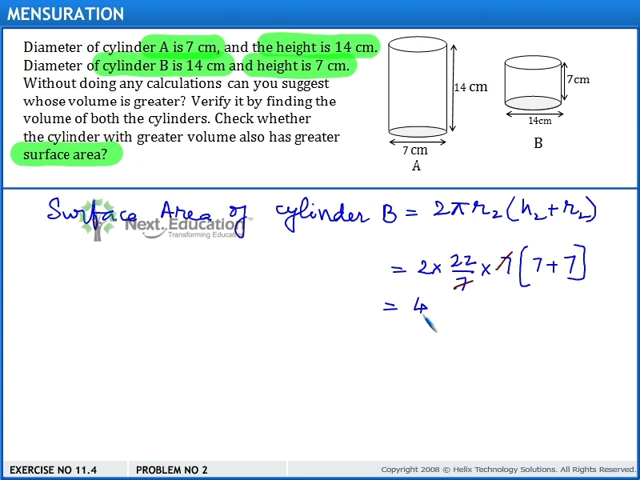 MENSURATION
Diameter of cylinder A is 7 cm, and the height is 14 cm.
Diameter of cylinder B is 14 cm and height is 7 cm.
Without doing any calculations can you suggest
whose volume is greater? Verify it by finding the
volume of both the cylinders. Check whether
the cylinder with greater volume also has greater
surface area?
14 cm
7 cm
A
7cm
14cm
B
Surface Area of cylinder B = 2πr₂(h₂+r₂)
Next Education
Transforming Education
= 2 × 22/7 × 7 [7 + 7]
= 4
EXERCISE NO 11.4 PROBLEM NO 2 Copyright 2008 © Helix Technology Solutions. All Rights Reserved.